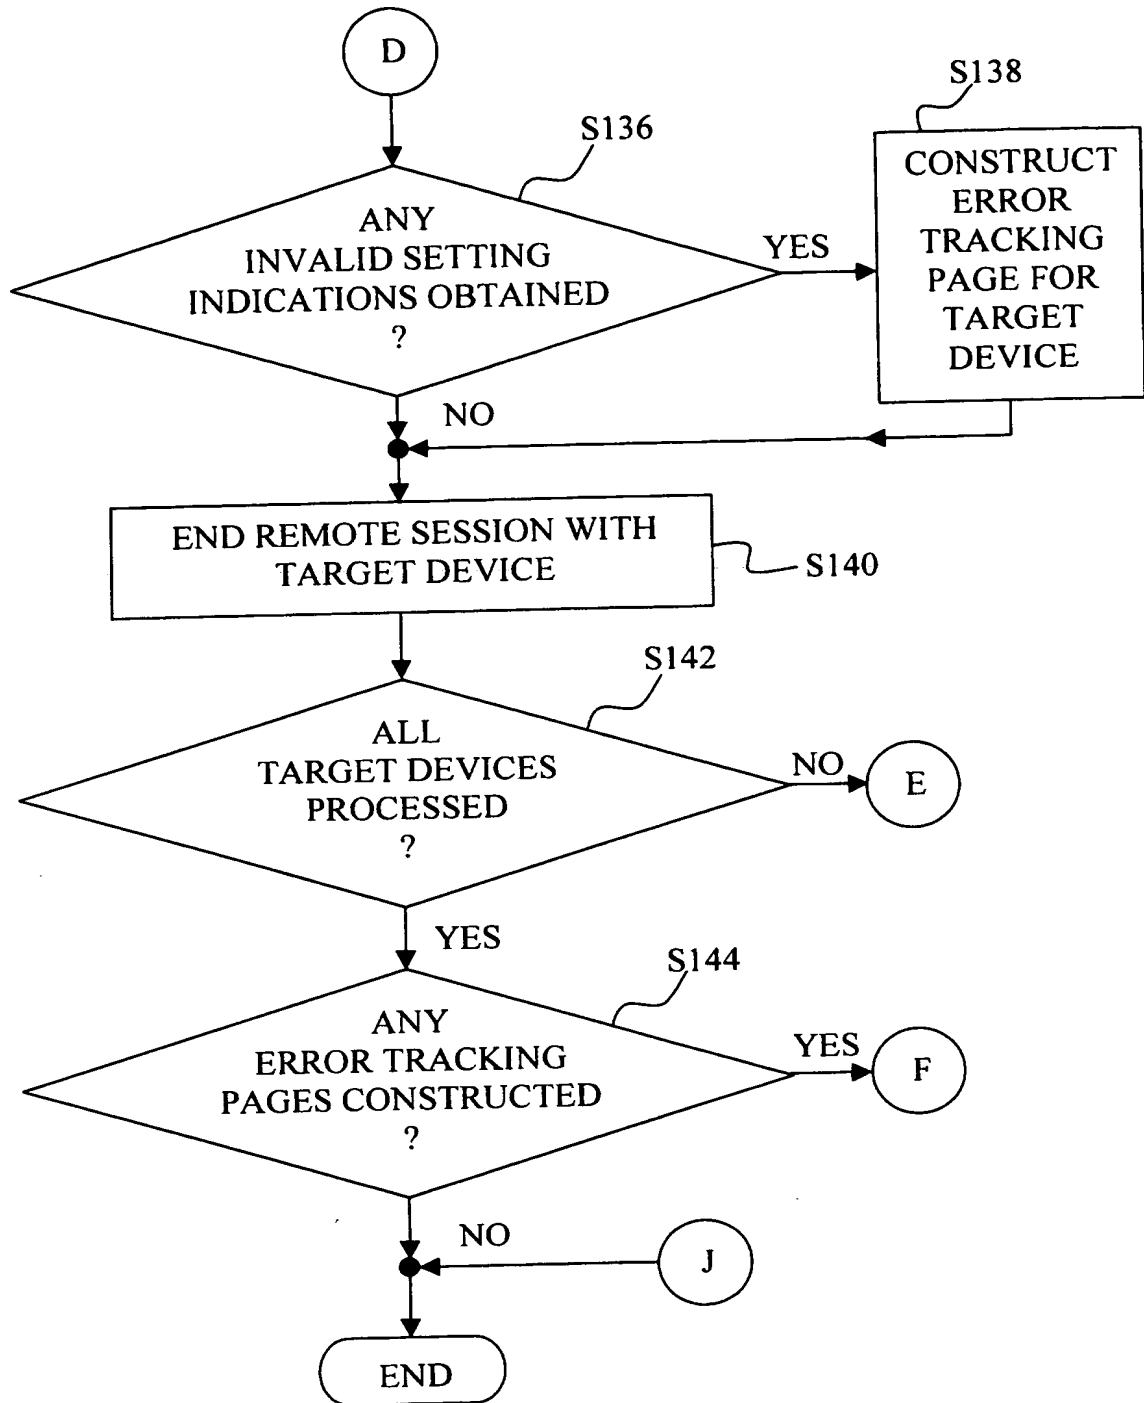 D
S138
S136
CONSTRUCT
ERROR
TRACKING
PAGE FOR
TARGET
DEVICE
ANY
INVALID SETTING
INDICATIONS OBTAINED
?
YES
NO
END REMOTE SESSION WITH
TARGET DEVICE
S140
S142
ALL
TARGET DEVICES
PROCESSED
?
NO
E
YES
S144
ANY
ERROR TRACKING
PAGES CONSTRUCTED
?
YES
F
NO
J
END